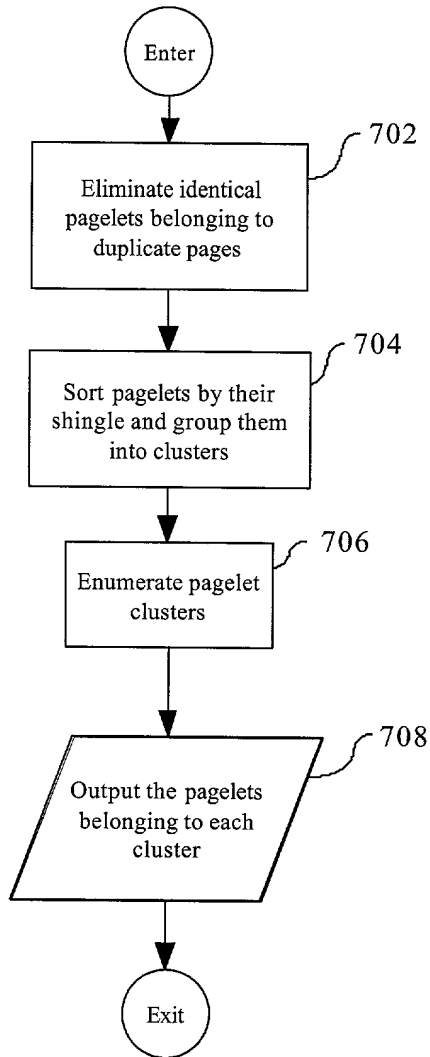 Enter
702
Eliminate identical
pagelets belonging to
duplicate pages
704
Sort pagelets by their
shingle and group them
into clusters
706
Enumerate pagelet
clusters
708
Output the pagelets
belonging to each
cluster
Exit